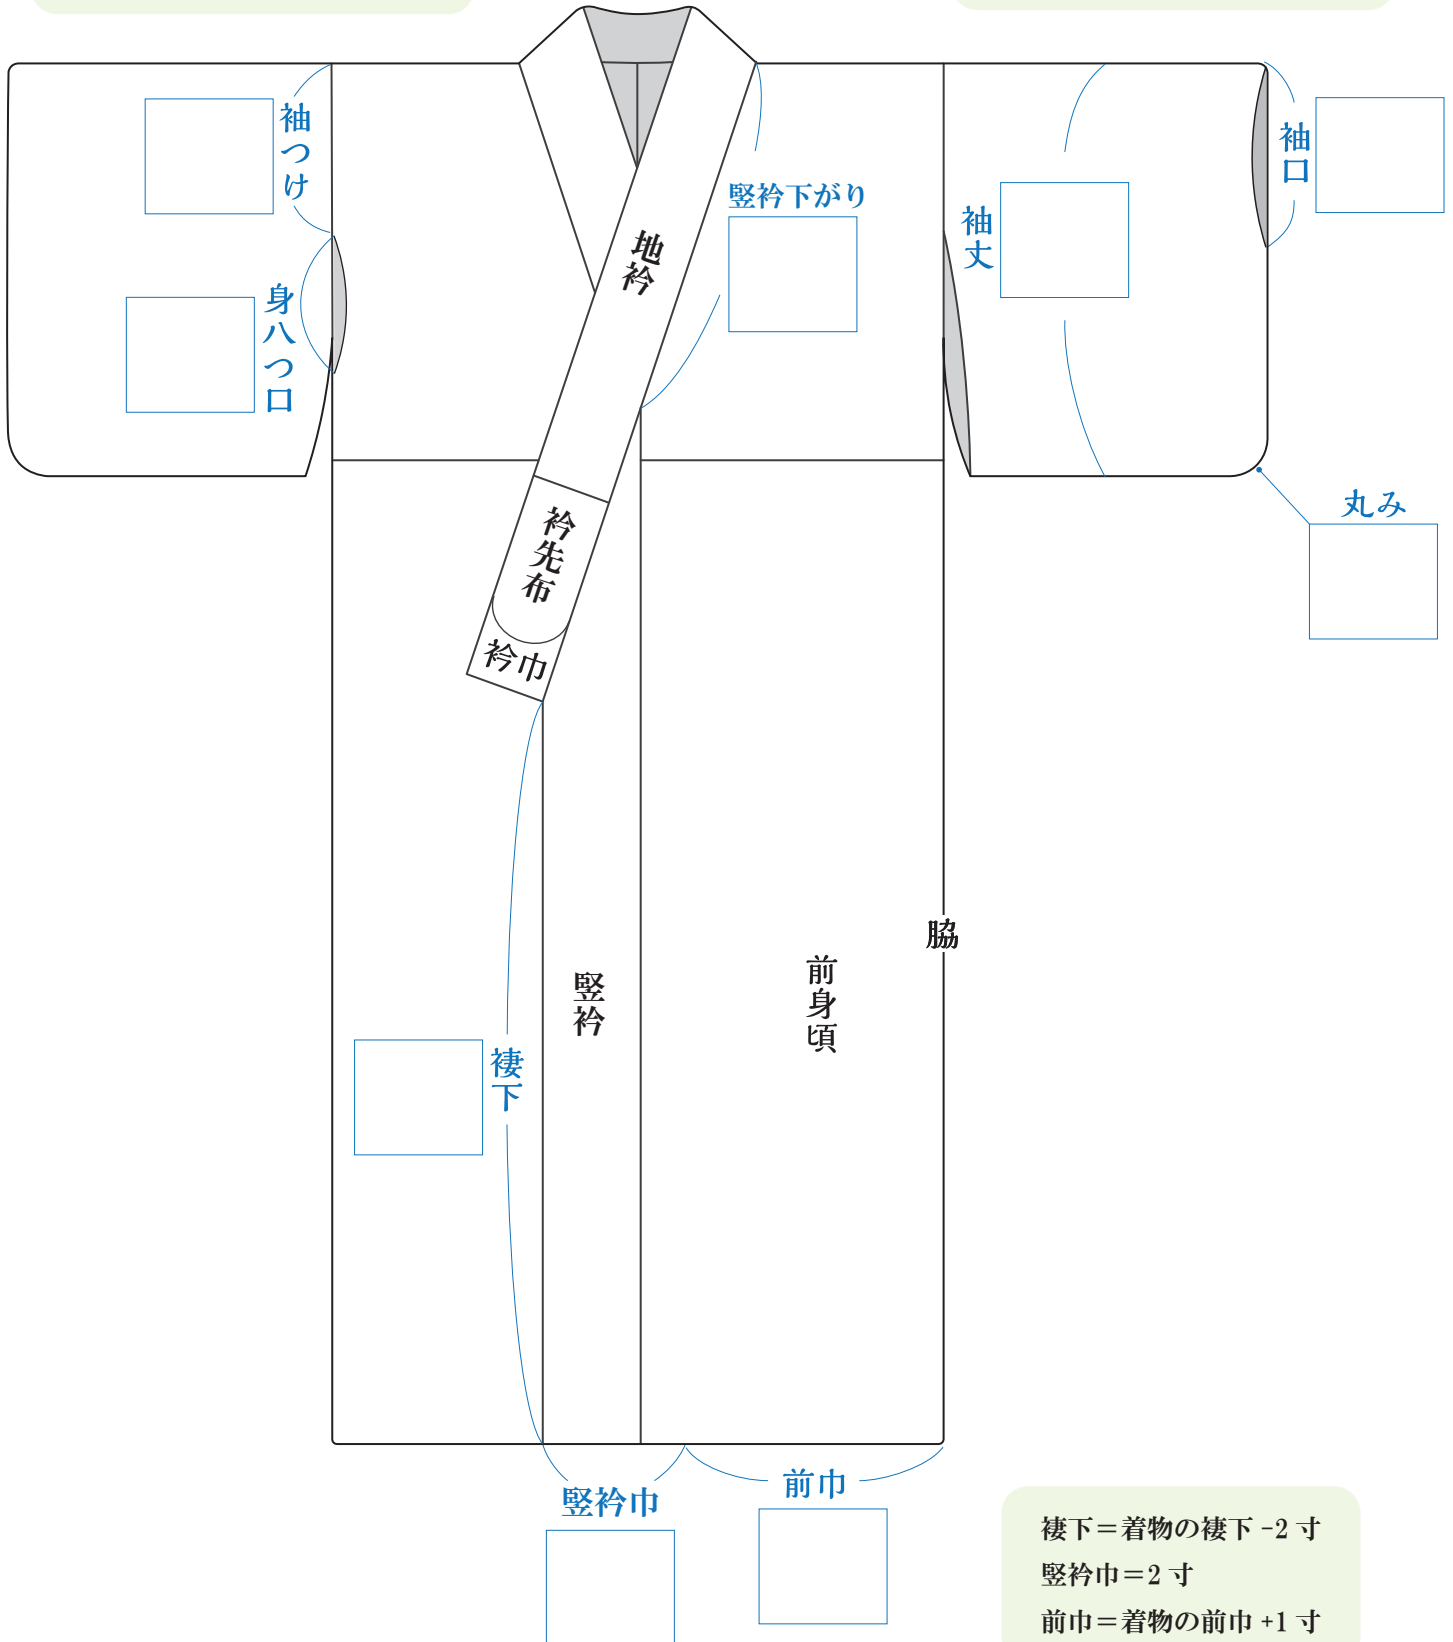 袖つけ
身八つ口
地衿
竪衿下がり
袖丈
袖口
丸み
衿先布
衿巾
脇
前身頃
竪衿
褄下
竪衿巾
前巾
褄下＝着物の褄下 -2 寸
竪衿巾＝2 寸
前巾＝着物の前巾 +1 寸